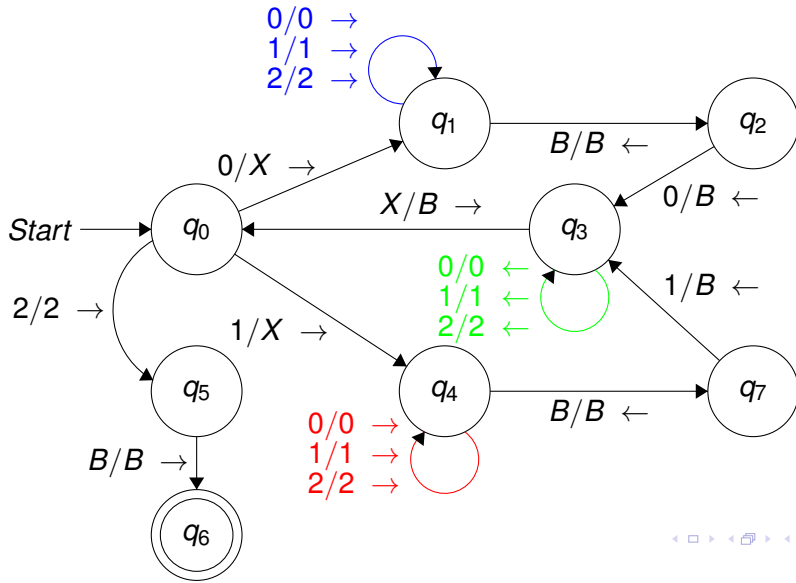 0/0 →
1/1 →
2/2 →
q1
q2
B/B ←
0/X →
0/B ←
X/B →
Start
q0
q3
0/0 ←
1/1 ←
2/2 ←
1/B ←
2/2 →
1/X →
q5
q4
q7
B/B ←
0/0 →
1/1 →
2/2 →
B/B →
q6